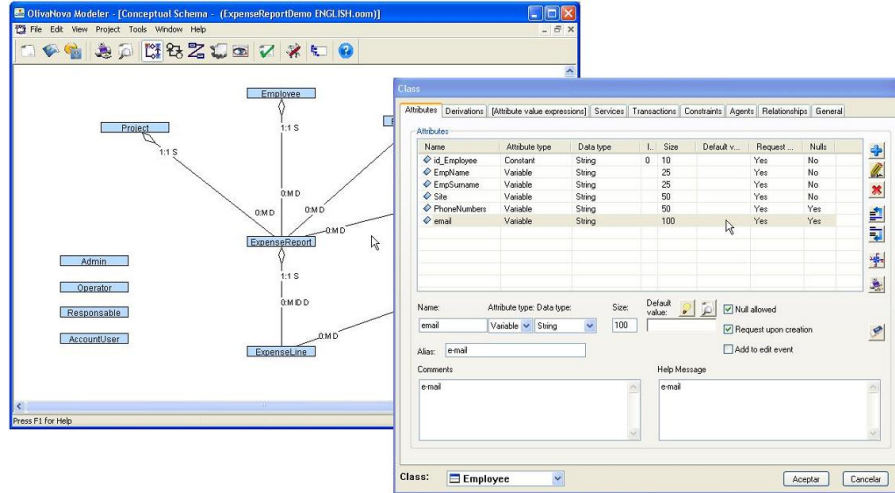 OlivaNova Modeler - [Conceptual Schema - (ExpenseReportDemo ENGLISH.oom)]
File Edit View Project Tools Window Help
Employee
Project
1:1 S
1:1 S
0:M D
0:M D
0:M D
0:M D
ExpenseReport
Admin
1:1 S
Operator
0:M ID D
Responsable
AccountUser
0:M D
ExpenseLine
Press F1 for Help
Class
Attributes Derivations [Attribute value expressions] Services Transactions Constraints Agents Relationships General
Attributes
Name Attribute type Data type I.. Size Default v... Request ... Nulls
id_Employee Constant String 0 10 Yes No
EmpName Variable String 25 Yes No
EmpSurname Variable String 25 Yes No
Site Variable String 50 Yes No
PhoneNumbers Variable String 50 Yes Yes
email Variable String 100 Yes Yes
Name: Attribute type: Data type: Size: Default value:
email Variable String 100
Null allowed
Request upon creation
Add to edit event
Alias: e-mail
Comments Help Message
e-mail e-mail
Class: Employee Aceptar Cancelar